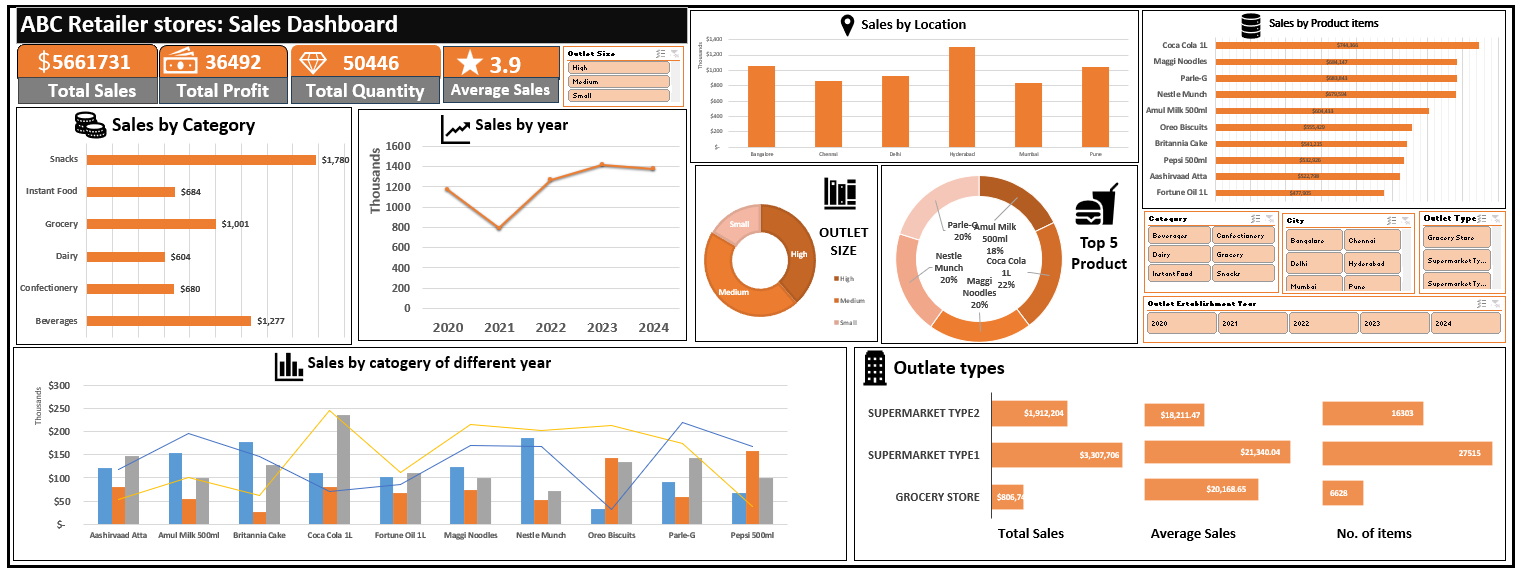 ABC Retailer stores: Sales Dashboard
$5661731
Total Sales
36492
Total Profit
50446
Total Quantity
3.9
Average Sales
Outlet Size
High
Medium
Small
Sales by Category
Snacks
$1,780
Instant Food
$684
Grocery
$1,001
Dairy
$604
Confectionery
$680
Beverages
$1,277
Sales by year
Thousands
1600
1400
1200
1000
800
600
400
200
0
2020 2021 2022 2023 2024
Sales by Location
Thousands
$1,400
$1,200
$1,000
$800
$600
$400
$200
$-
Bangalore Chennai Delhi Hyderabad Mumbai Pune
OUTLET
SIZE
Small
High
Medium
High
Medium
Small
Top 5
Product
Parle-G
20%
Amul Milk
500ml
18%
Coca Cola
1L
22%
Maggi
Noodles
20%
Nestle
Munch
20%
Sales by Product items
Coca Cola 1L
Maggi Noodles
Parle-G
Nestle Munch
Amul Milk 500ml
Oreo Biscuits
Britannia Cake
Pepsi 500ml
Aashirvaad Atta
Fortune Oil 1L
Category
Beverages Confectionery
Dairy Grocery
Instant Food Snacks
City
Bangalore Chennai
Delhi Hyderabad
Mumbai Pune
Outlet Type
Grocery Store
Supermarket Ty...
Supermarket Ty...
Outlet Establishment Year
2020 2021 2022 2023 2024
Sales by catogery of different year
Thousands
$300
$250
$200
$150
$100
$50
$-
Aashirvaad Atta Amul Milk 500ml Britannia Cake Coca Cola 1L Fortune Oil 1L Maggi Noodles Nestle Munch Oreo Biscuits Parle-G Pepsi 500ml
Outlate types
SUPERMARKET TYPE2
$1,912,204
$18,211.47
16303
SUPERMARKET TYPE1
$3,307,706
$21,340.04
27515
GROCERY STORE
$20,168.65
6628
Total Sales
Average Sales
No. of items